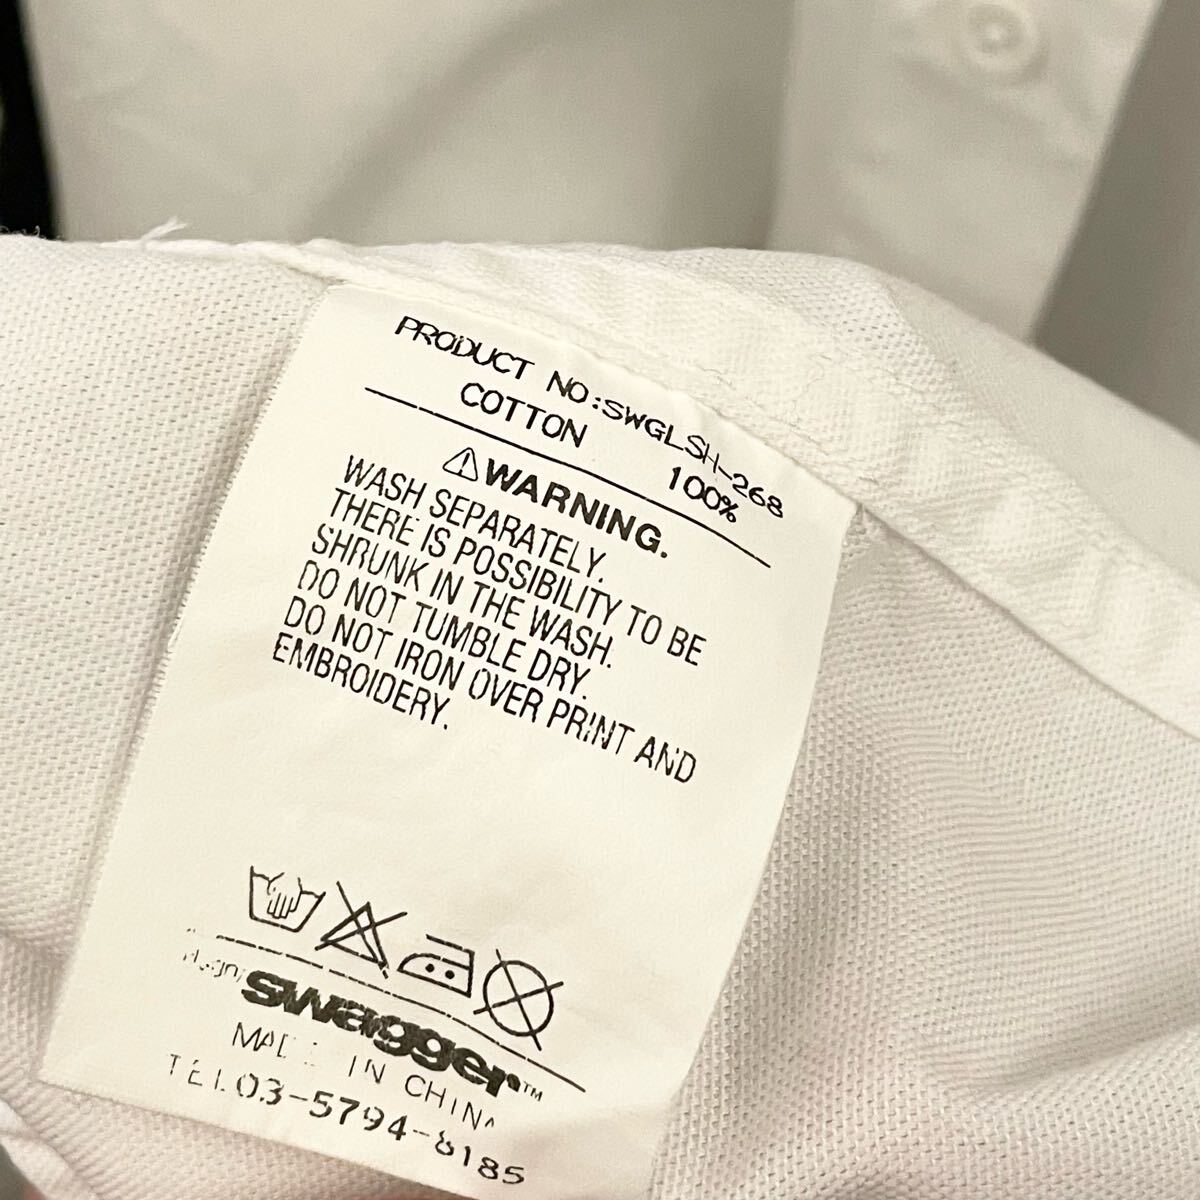 PRODUCT NO:SWGLSH-268
COTTON 100%
⚠WARNING.
WASH SEPARATELY.
THERE IS POSSIBILITY TO BE
SHRUNK IN THE WASH.
DO NOT TUMBLE DRY.
DO NOT IRON OVER PRINT AND
EMBROIDERY.
swagger™
MADE IN CHINA
TEL 03-5794-8185